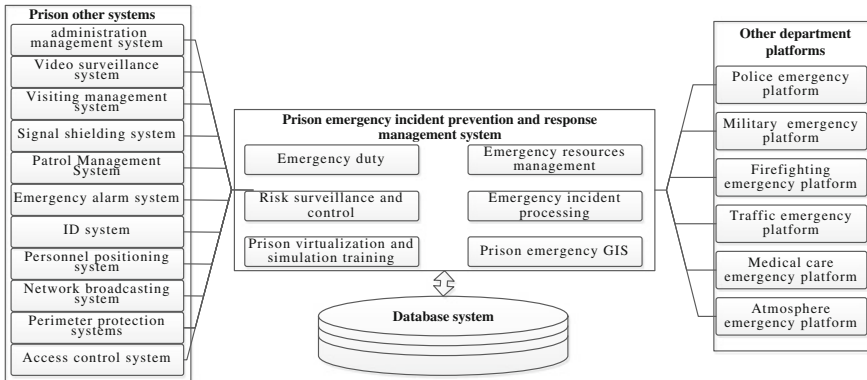 Prison other systems
administration
management system
Video surveillance
system
Visiting management
system
Signal shielding system
Patrol Management
System
Emergency alarm system
ID system
Personnel positioning
system
Network broadcasting
system
Perimeter protection
systems
Access control system
Prison emergency incident prevention and response
management system
Emergency duty
Emergency resources
management
Risk surveillance and
control
Emergency incident
processing
Prison virtualization and
simulation training
Prison emergency GIS
Database system
Other department
platforms
Police emergency
platform
Military emergency
platform
Firefighting
emergency platform
Traffic emergency
platform
Medical care
emergency platform
Atmosphere
emergency platform